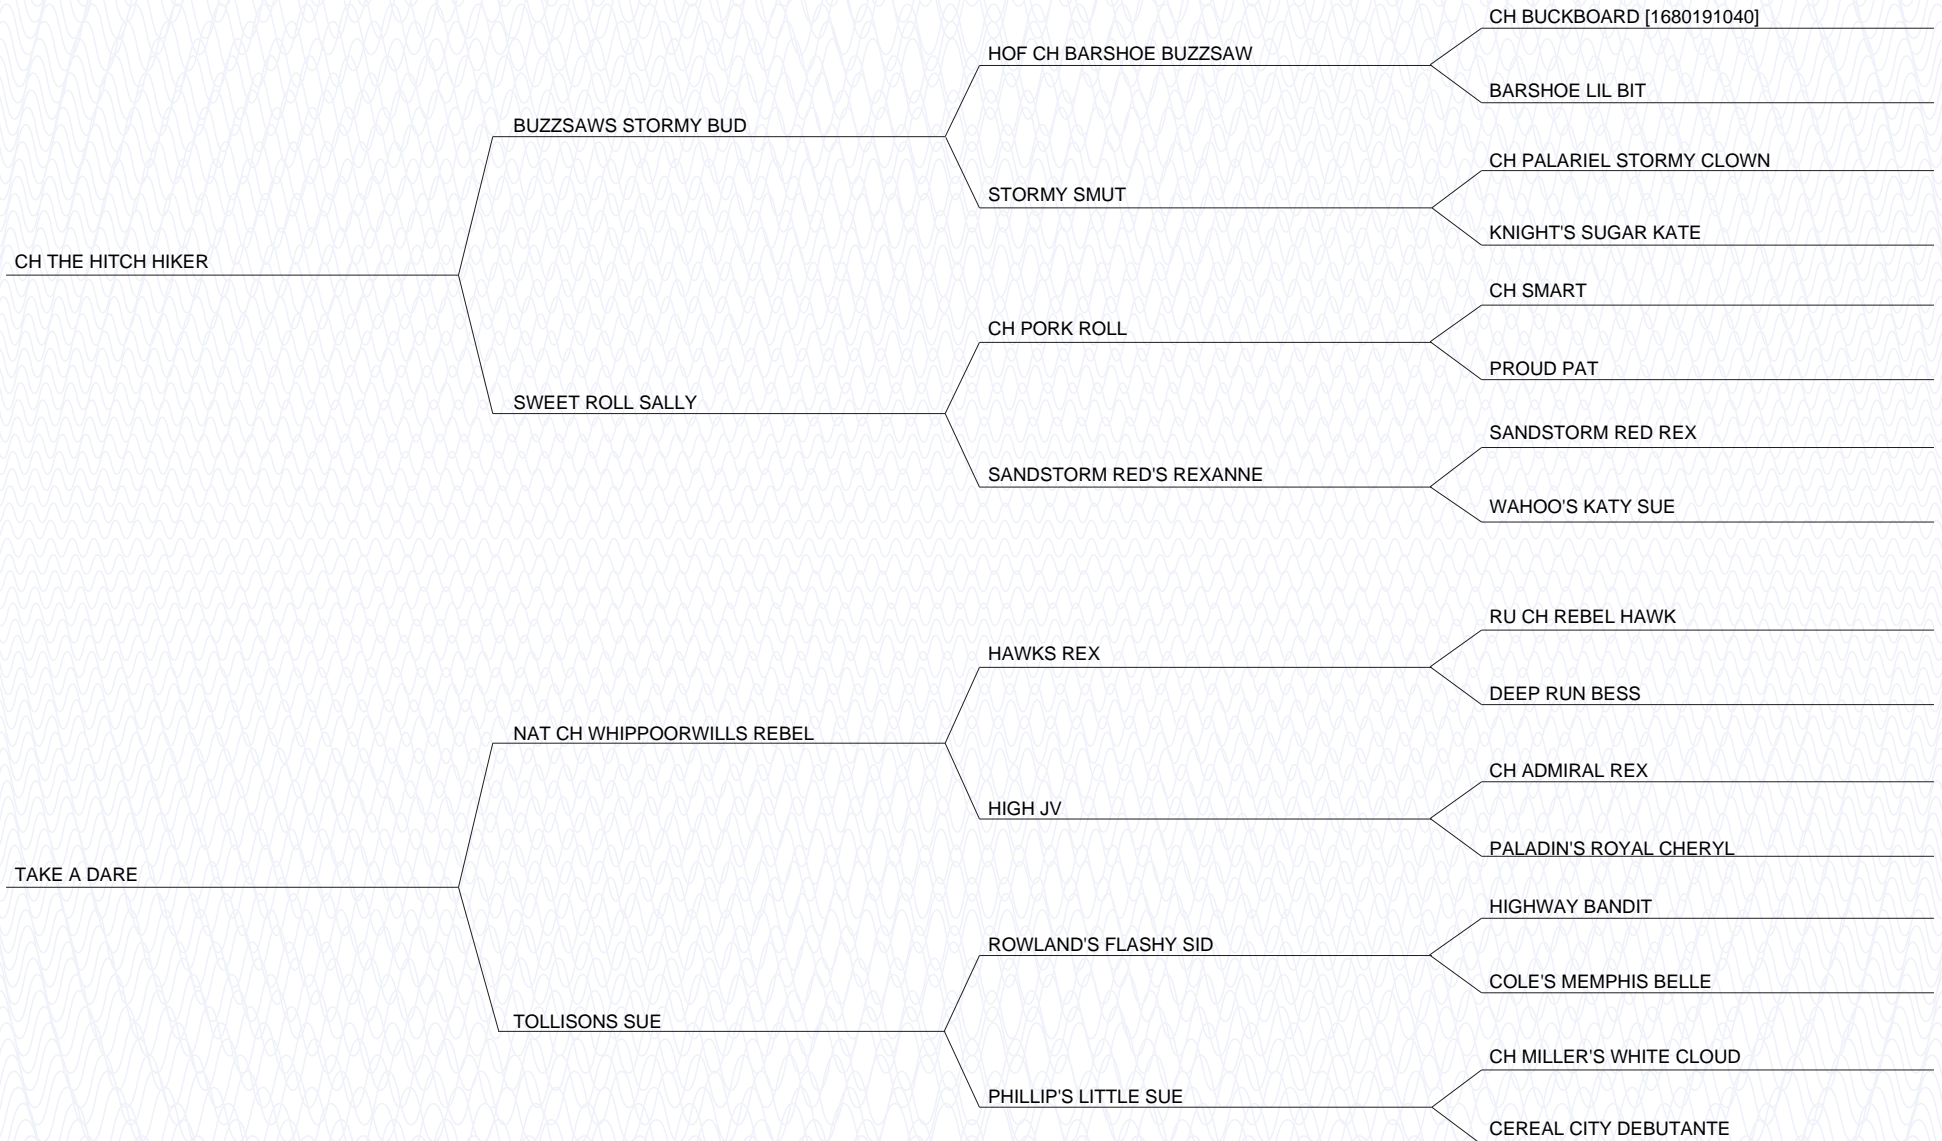 CH BUCKBOARD [1680191040]
HOF CH BARSHOE BUZZSAW
BARSHOE LIL BIT
BUZZSAWS STORMY BUD
CH PALARIEL STORMY CLOWN
STORMY SMUT
KNIGHT'S SUGAR KATE
CH THE HITCH HIKER
CH SMART
CH PORK ROLL
PROUD PAT
SWEET ROLL SALLY
SANDSTORM RED REX
SANDSTORM RED'S REXANNE
WAHOO'S KATY SUE
RU CH REBEL HAWK
HAWKS REX
DEEP RUN BESS
NAT CH WHIPPOORWILLS REBEL
CH ADMIRAL REX
HIGH JV
PALADIN'S ROYAL CHERYL
TAKE A DARE
HIGHWAY BANDIT
ROWLAND'S FLASHY SID
COLE'S MEMPHIS BELLE
TOLLISONS SUE
CH MILLER'S WHITE CLOUD
PHILLIP'S LITTLE SUE
CEREAL CITY DEBUTANTE